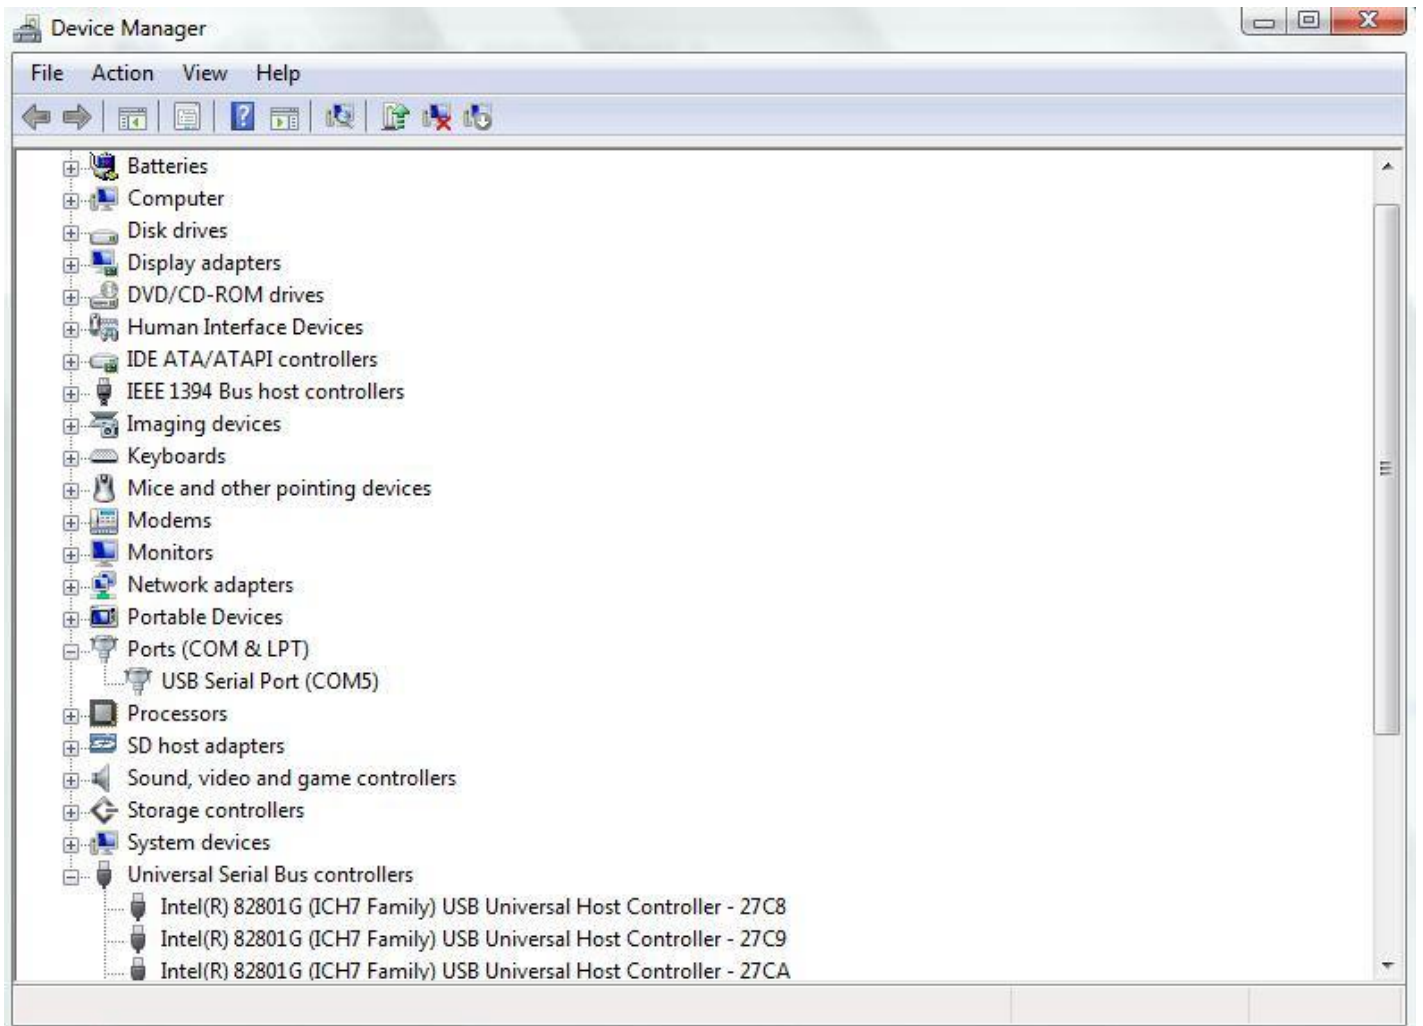 Device Manager
File Action View Help
Batteries
Computer
Disk drives
Display adapters
DVD/CD-ROM drives
Human Interface Devices
IDE ATA/ATAPI controllers
IEEE 1394 Bus host controllers
Imaging devices
Keyboards
Mice and other pointing devices
Modems
Monitors
Network adapters
Portable Devices
Ports (COM & LPT)
USB Serial Port (COM5)
Processors
SD host adapters
Sound, video and game controllers
Storage controllers
System devices
Universal Serial Bus controllers
Intel(R) 82801G (ICH7 Family) USB Universal Host Controller - 27C8
Intel(R) 82801G (ICH7 Family) USB Universal Host Controller - 27C9
Intel(R) 82801G (ICH7 Family) USB Universal Host Controller - 27CA